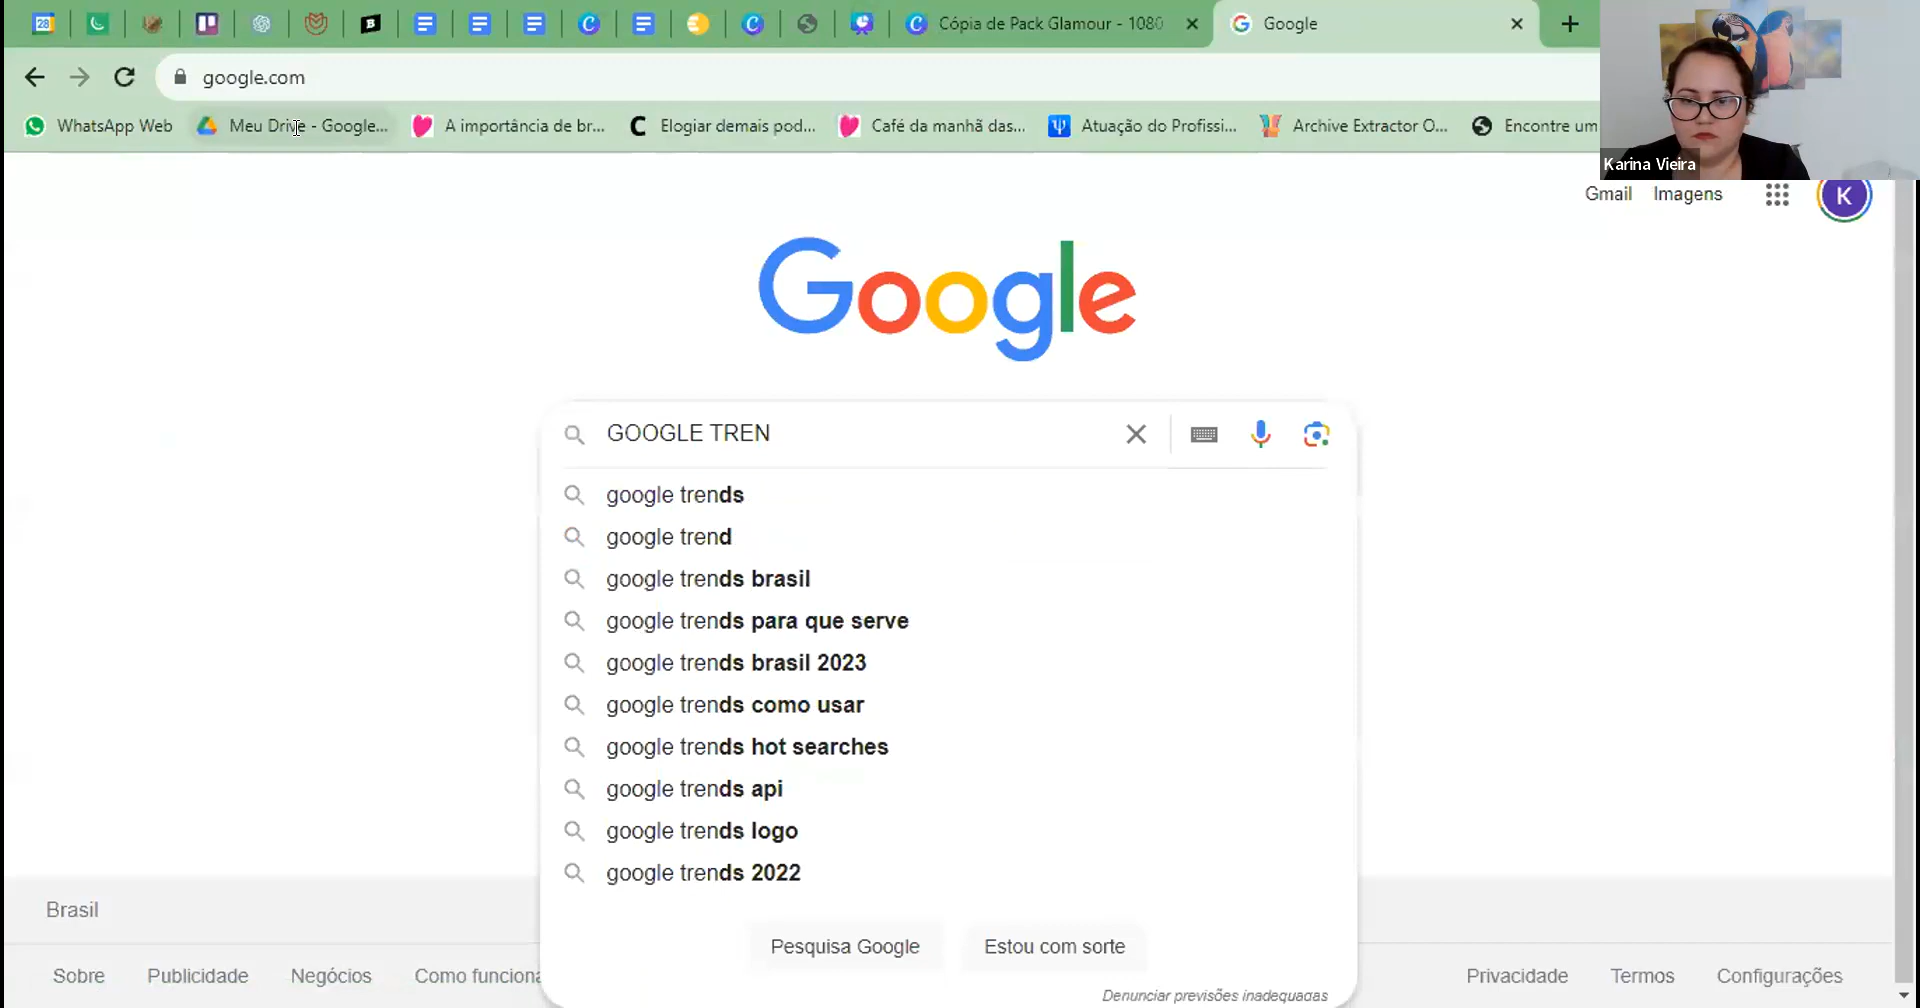 28
Cópia de Pack Glamour - 1080
Google
google.com
WhatsApp Web
Meu Drive - Google...
A importância de br...
Elogiar demais pod...
Café da manhã das...
Atuação do Profissi...
Archive Extractor O...
Encontre um
Karina Vieira
Gmail Imagens K
Google
GOOGLE TREN
google trends
google trend
google trends brasil
google trends para que serve
google trends brasil 2023
google trends como usar
google trends hot searches
google trends api
google trends logo
google trends 2022
Pesquisa Google Estou com sorte
Denunciar previsões inadequadas
Brasil
Sobre Publicidade Negócios Como funciona Privacidade Termos Configurações